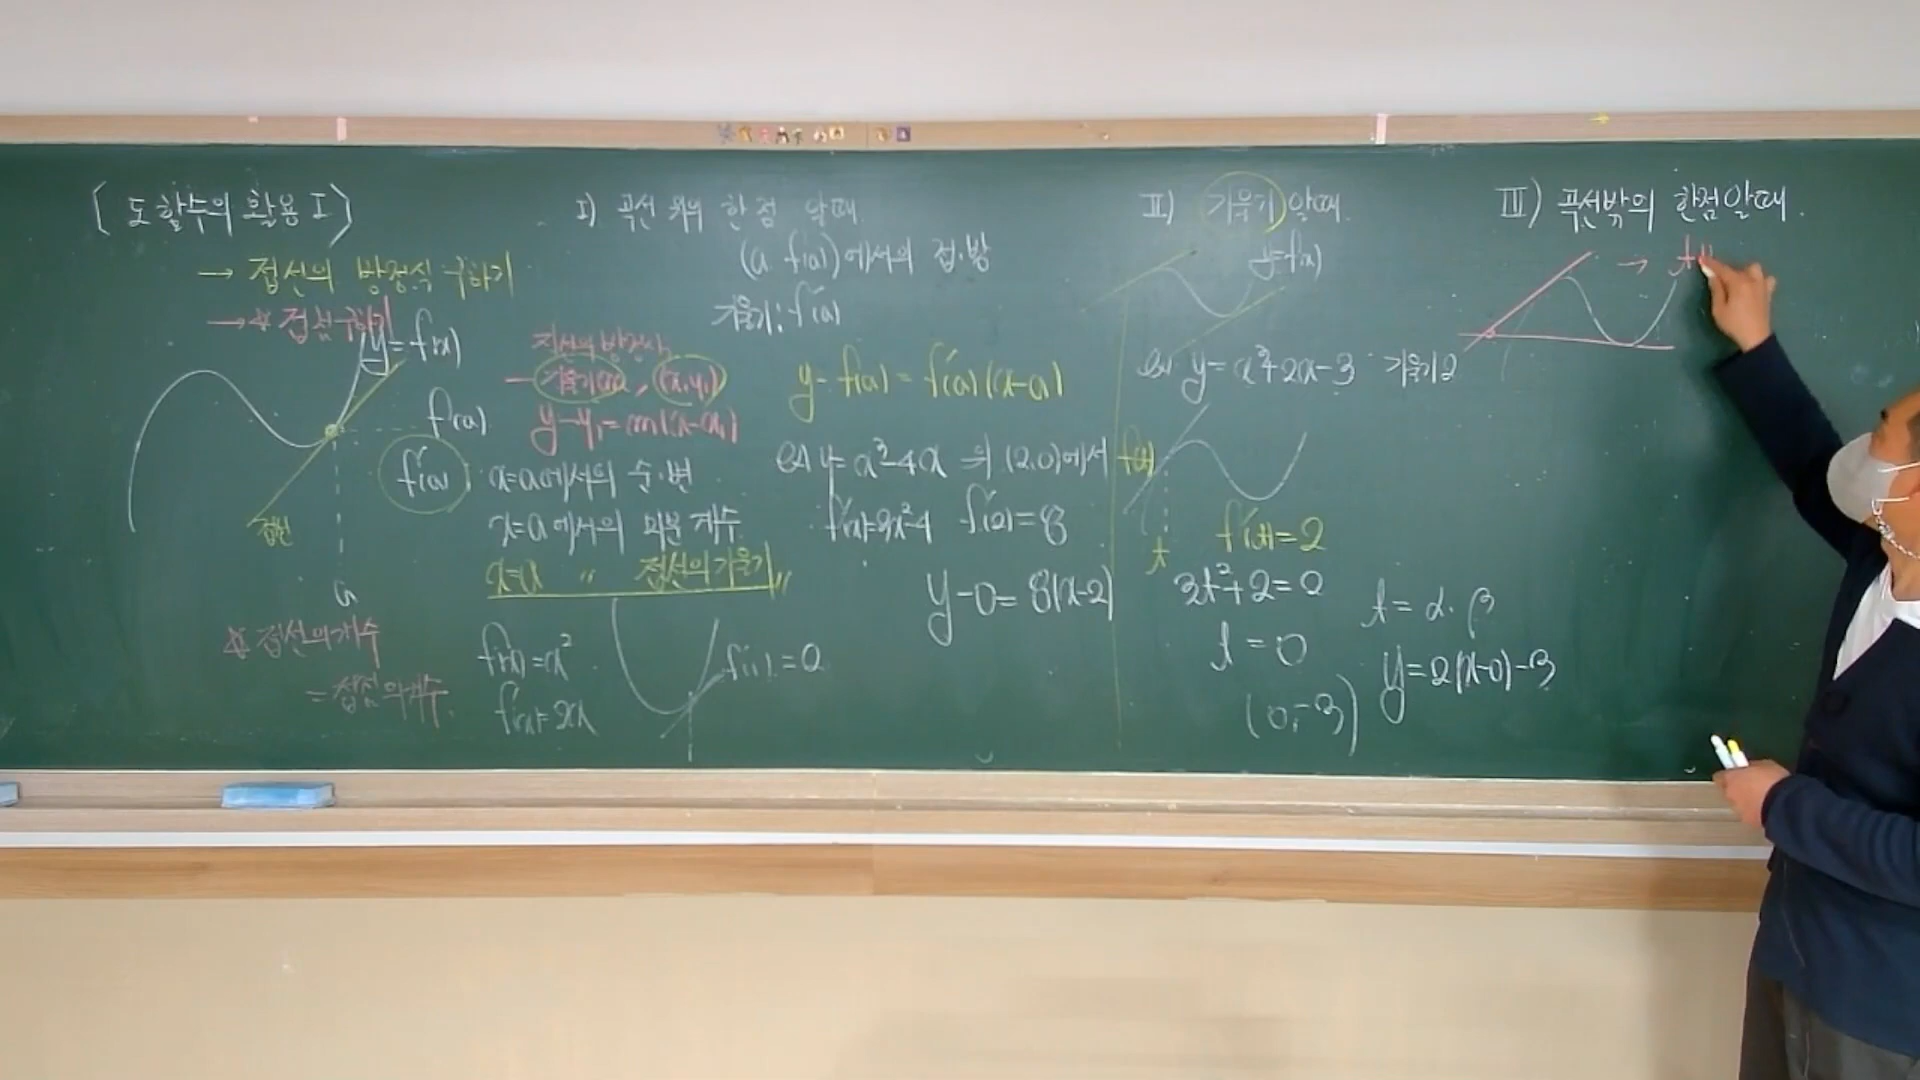 [도함수의 활용 I]
→ 접선의 방정식 구하기
→ ☆ 접선구하기
y=f(x)
f(a)
f'(a)
접선
a
☆ 접선의 개수
= 접점의 개수.
직선의 방정식
- 기울기 m, (x₁, y₁)
y-y₁=m(x-x₁)
x=a에서의 순·변
x=a에서의 미분계수
x=a 〃 접선의 기울기〃
f(x)=x²
f'(x)=2x
f'(1)=2
I) 곡선 위의 한 점 알때
(a, f(a))에서의 접·방
기울기: f'(a)
y-f(a)=f'(a)(x-a)
ex) y=x³-4x 의 (2,0)에서
f'(x)=3x²-4 f'(2)=8
y-0=8(x-2)
II) 기울기 알때
y=f(x)
ex) y=x³+2x-3 기울기 2
f(t)
t
f'(t)=2
3t²+2=2
t=0
(0,-3)
t=α, β
y=2(x-0)-3
III) 곡선밖의 한점알때.
→